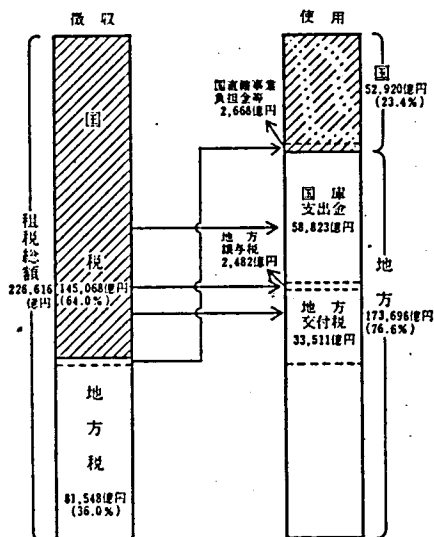 徴収
使用
国
税
租税総額
226,616
億円
145,068億円
(64.0%)
地方税
81,548億円
(36.0%)
国直轄事業
負担金等
2,668億円
国
52,920億円
(23.4%)
国庫
支出金
58,823億円
地方
譲与税
2,482億円
地方
交付税
33,511億円
地方
173,696億円
(76.6%)